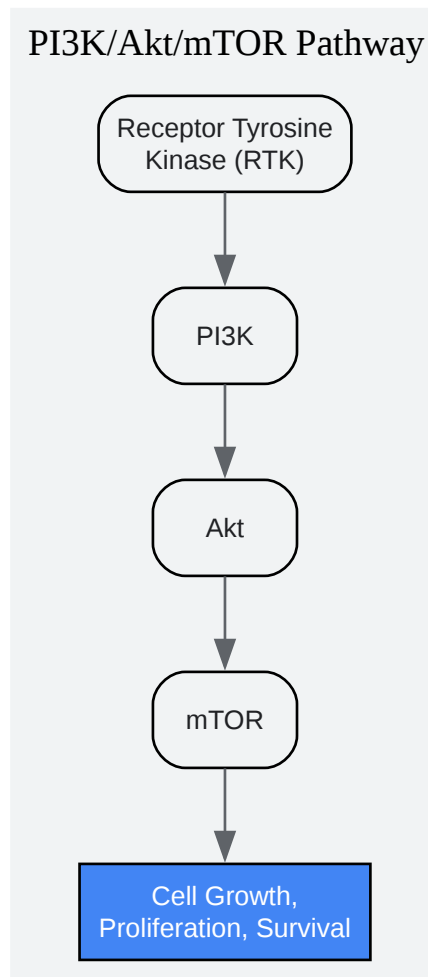 PI3K/Akt/mTOR Pathway
Receptor Tyrosine
Kinase (RTK)
PI3K
Akt
mTOR
Cell Growth,
Proliferation, Survival